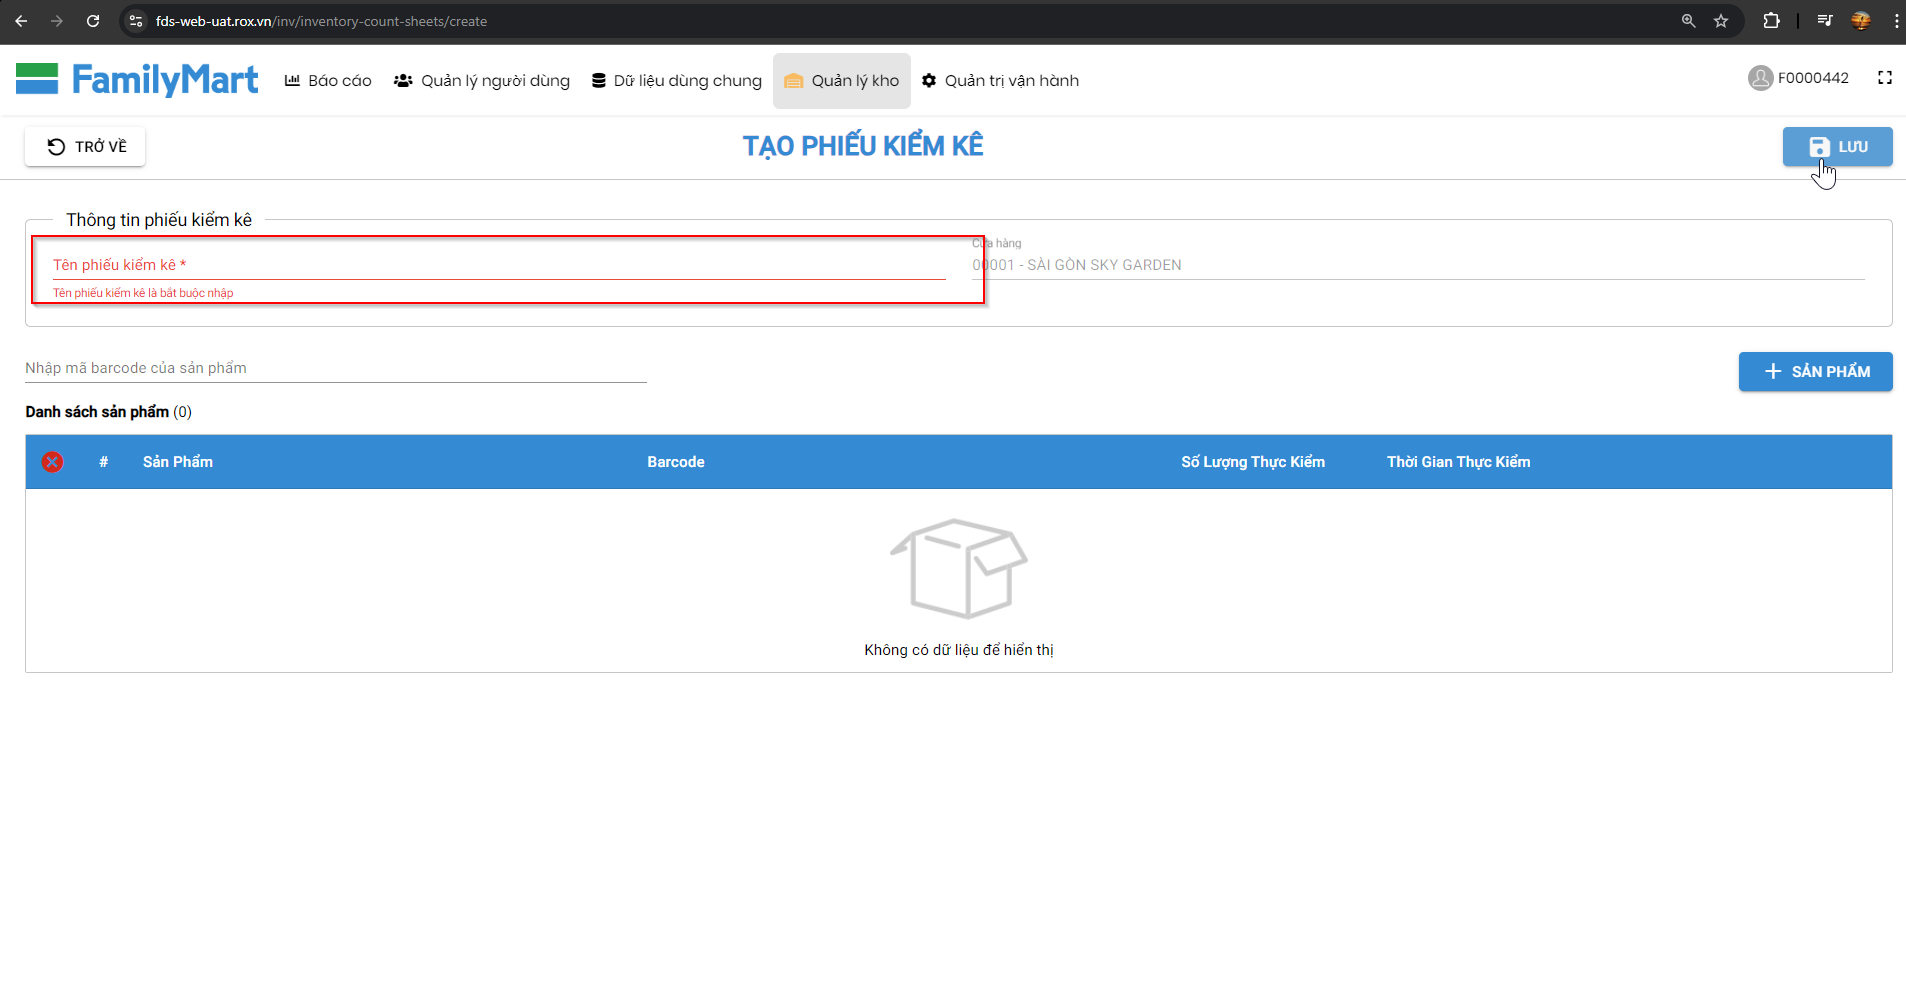 fds-web-uat.rox.vn/inv/inventory-count-sheets/create
FamilyMart Báo cáo Quản lý người dùng Dữ liệu dùng chung Quản lý kho Quản trị vận hành F0000442
TRỞ VỀ TẠO PHIẾU KIỂM KÊ LƯU
Thông tin phiếu kiểm kê
Cửa hàng
Tên phiếu kiểm kê * 00001 - SÀI GÒN SKY GARDEN
Tên phiếu kiểm kê là bắt buộc nhập
Nhập mã barcode của sản phẩm SẢN PHẨM
Danh sách sản phẩm (0)
# Sản Phẩm Barcode Số Lượng Thực Kiểm Thời Gian Thực Kiểm
Không có dữ liệu để hiển thị